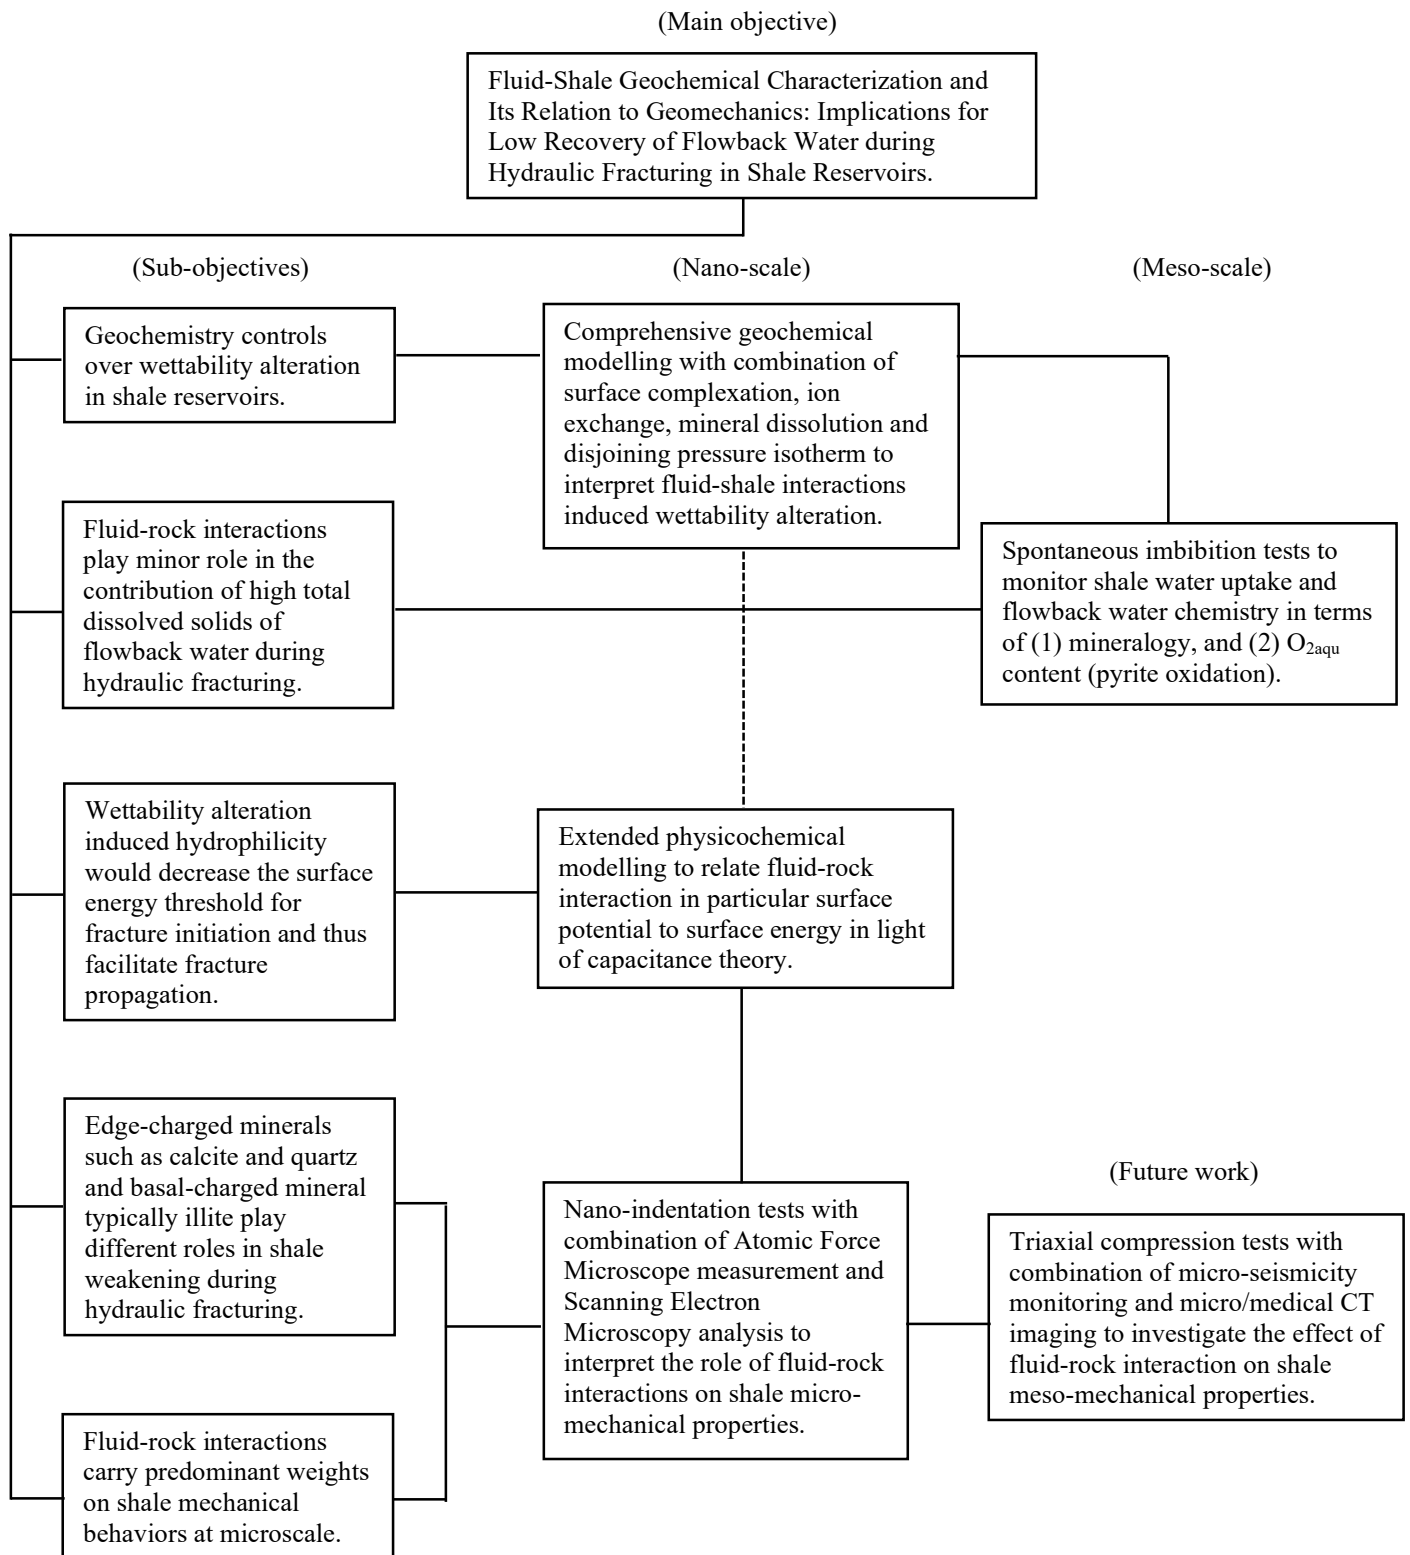 (Main objective)
Fluid-Shale Geochemical Characterization and
Its Relation to Geomechanics: Implications for
Low Recovery of Flowback Water during
Hydraulic Fracturing in Shale Reservoirs.
(Sub-objectives)
(Nano-scale)
(Meso-scale)
Geochemistry controls
over wettability alteration
in shale reservoirs.
Comprehensive geochemical
modelling with combination of
surface complexation, ion
exchange, mineral dissolution and
disjoining pressure isotherm to
interpret fluid-shale interactions
induced wettability alteration.
Fluid-rock interactions
play minor role in the
contribution of high total
dissolved solids of
flowback water during
hydraulic fracturing.
Spontaneous imbibition tests to
monitor shale water uptake and
flowback water chemistry in terms
of (1) mineralogy, and (2) O2aqu
content (pyrite oxidation).
Wettability alteration
induced hydrophilicity
would decrease the surface
energy threshold for
fracture initiation and thus
facilitate fracture
propagation.
Extended physicochemical
modelling to relate fluid-rock
interaction in particular surface
potential to surface energy in light
of capacitance theory.
Edge-charged minerals
such as calcite and quartz
and basal-charged mineral
typically illite play
different roles in shale
weakening during
hydraulic fracturing.
Nano-indentation tests with
combination of Atomic Force
Microscope measurement and
Scanning Electron
Microscopy analysis to
interpret the role of fluid-rock
interactions on shale micro-
mechanical properties.
(Future work)
Triaxial compression tests with
combination of micro-seismicity
monitoring and micro/medical CT
imaging to investigate the effect of
fluid-rock interaction on shale
meso-mechanical properties.
Fluid-rock interactions
carry predominant weights
on shale mechanical
behaviors at microscale.